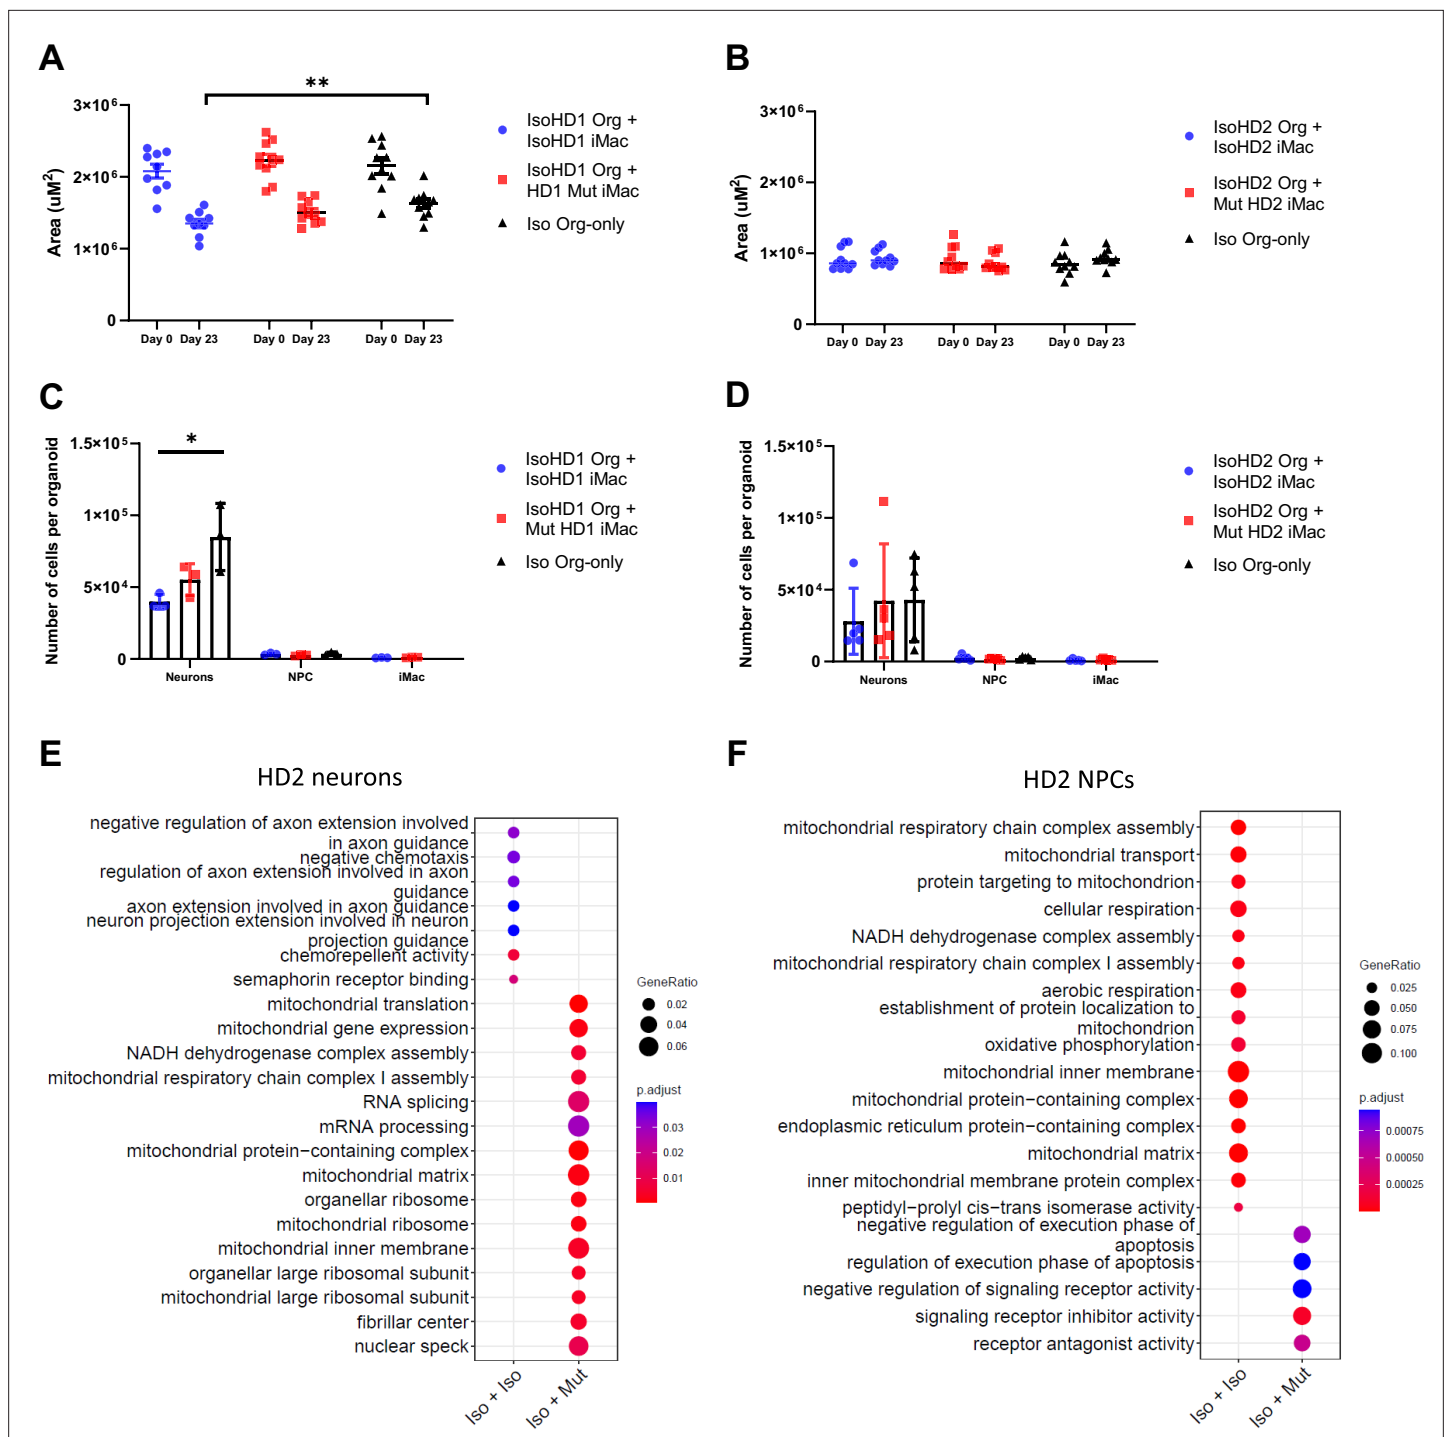 A
**
3×10⁶
2×10⁶
1×10⁶
0
Area (uM²)
Day 0 Day 23 Day 0 Day 23 Day 0 Day 23
IsoHD1 Org +
IsoHD1 iMac
IsoHD1 Org +
HD1 Mut iMac
Iso Org-only
B
3×10⁶
2×10⁶
1×10⁶
0
Area (uM²)
Day 0 Day 23 Day 0 Day 23 Day 0 Day 23
IsoHD2 Org +
IsoHD2 iMac
IsoHD2 Org +
Mut HD2 iMac
Iso Org-only
C
*
1.5×10⁵
1×10⁵
5×10⁴
0
Number of cells per organoid
Neurons NPC iMac
IsoHD1 Org +
IsoHD1 iMac
IsoHD1 Org +
Mut HD1 iMac
Iso Org-only
D
1.5×10⁵
1×10⁵
5×10⁴
0
Number of cells per organoid
Neurons NPC iMac
IsoHD2 Org +
IsoHD2 iMac
IsoHD2 Org +
Mut HD2 iMac
Iso Org-only
E
HD2 neurons
negative regulation of axon extension involved
in axon guidance
negative chemotaxis
regulation of axon extension involved in axon
guidance
axon extension involved in axon guidance
neuron projection extension involved in neuron
projection guidance
chemorepellent activity
semaphorin receptor binding
mitochondrial translation
mitochondrial gene expression
NADH dehydrogenase complex assembly
mitochondrial respiratory chain complex I assembly
RNA splicing
mRNA processing
mitochondrial protein−containing complex
mitochondrial matrix
organellar ribosome
mitochondrial ribosome
mitochondrial inner membrane
organellar large ribosomal subunit
mitochondrial large ribosomal subunit
fibrillar center
nuclear speck
Iso + Iso
Iso + Mut
GeneRatio
0.02
0.04
0.06
p.adjust
0.03
0.02
0.01
F
HD2 NPCs
mitochondrial respiratory chain complex assembly
mitochondrial transport
protein targeting to mitochondrion
cellular respiration
NADH dehydrogenase complex assembly
mitochondrial respiratory chain complex I assembly
aerobic respiration
establishment of protein localization to
mitochondrion
oxidative phosphorylation
mitochondrial inner membrane
mitochondrial protein−containing complex
endoplasmic reticulum protein−containing complex
mitochondrial matrix
inner mitochondrial membrane protein complex
peptidyl−prolyl cis−trans isomerase activity
negative regulation of execution phase of
apoptosis
regulation of execution phase of apoptosis
negative regulation of signaling receptor activity
signaling receptor inhibitor activity
receptor antagonist activity
Iso + Iso
Iso + Mut
GeneRatio
0.025
0.050
0.075
0.100
p.adjust
0.00075
0.00050
0.00025